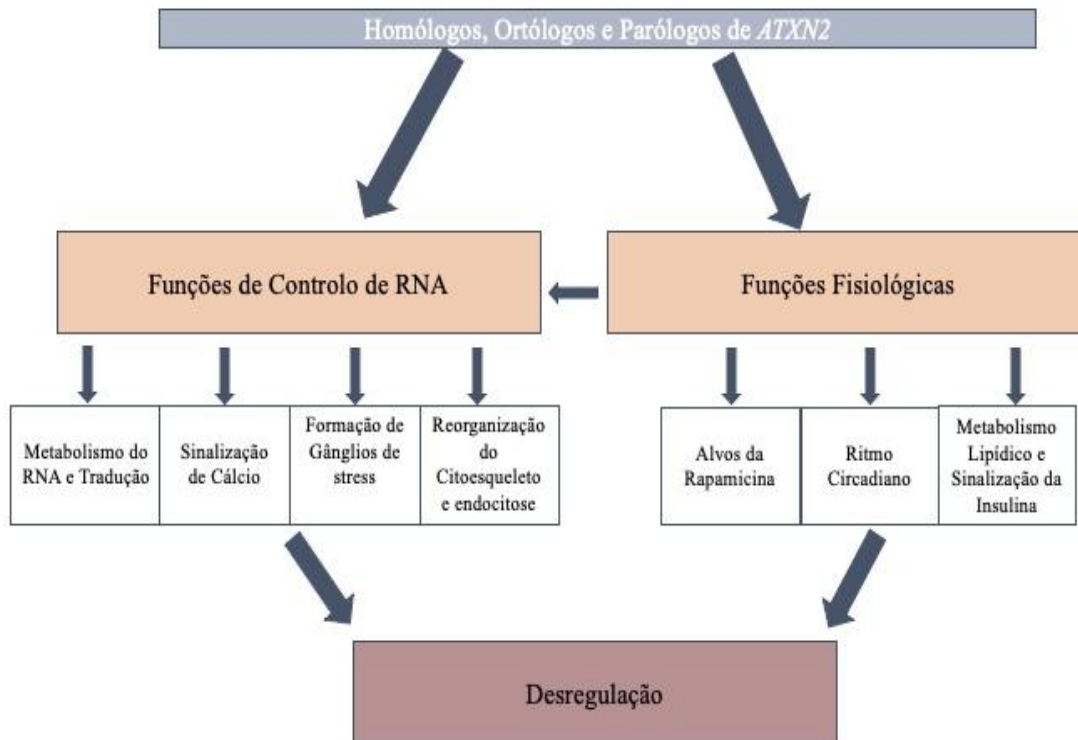 Homólogos, Ortólogos e Parólogos de ATXN2
Funções de Controlo de RNA
Funções Fisiológicas
Metabolismo do
RNA e Tradução
Sinalização
de Cálcio
Formação de
Gânglios de
stress
Reorganização
do
Citoesqueleto
e endocitose
Alvos da
Rapamicina
Ritmo
Circadiano
Metabolismo
Lipídico e
Sinalização da
Insulina
Desregulação